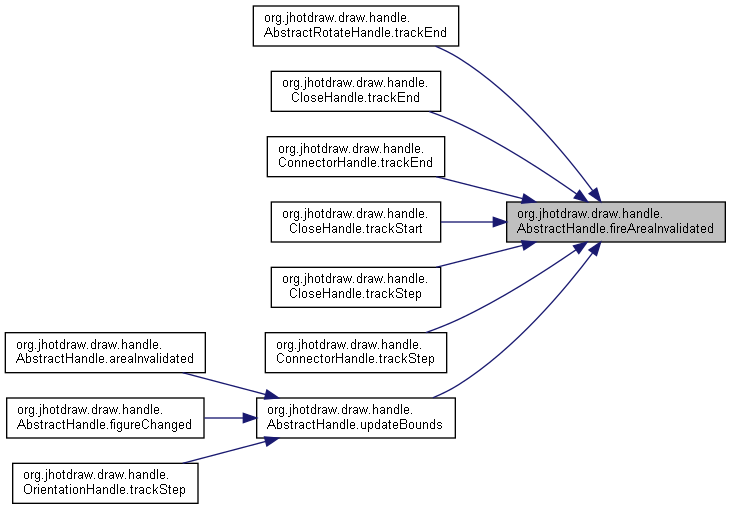 org.jhotdraw.draw.handle.
AbstractRotateHandle.trackEnd
org.jhotdraw.draw.handle.
CloseHandle.trackEnd
org.jhotdraw.draw.handle.
ConnectorHandle.trackEnd
org.jhotdraw.draw.handle.
CloseHandle.trackStart
org.jhotdraw.draw.handle.
AbstractHandle.fireAreaInvalidated
org.jhotdraw.draw.handle.
CloseHandle.trackStep
org.jhotdraw.draw.handle.
ConnectorHandle.trackStep
org.jhotdraw.draw.handle.
AbstractHandle.areaInvalidated
org.jhotdraw.draw.handle.
AbstractHandle.figureChanged
org.jhotdraw.draw.handle.
AbstractHandle.updateBounds
org.jhotdraw.draw.handle.
OrientationHandle.trackStep